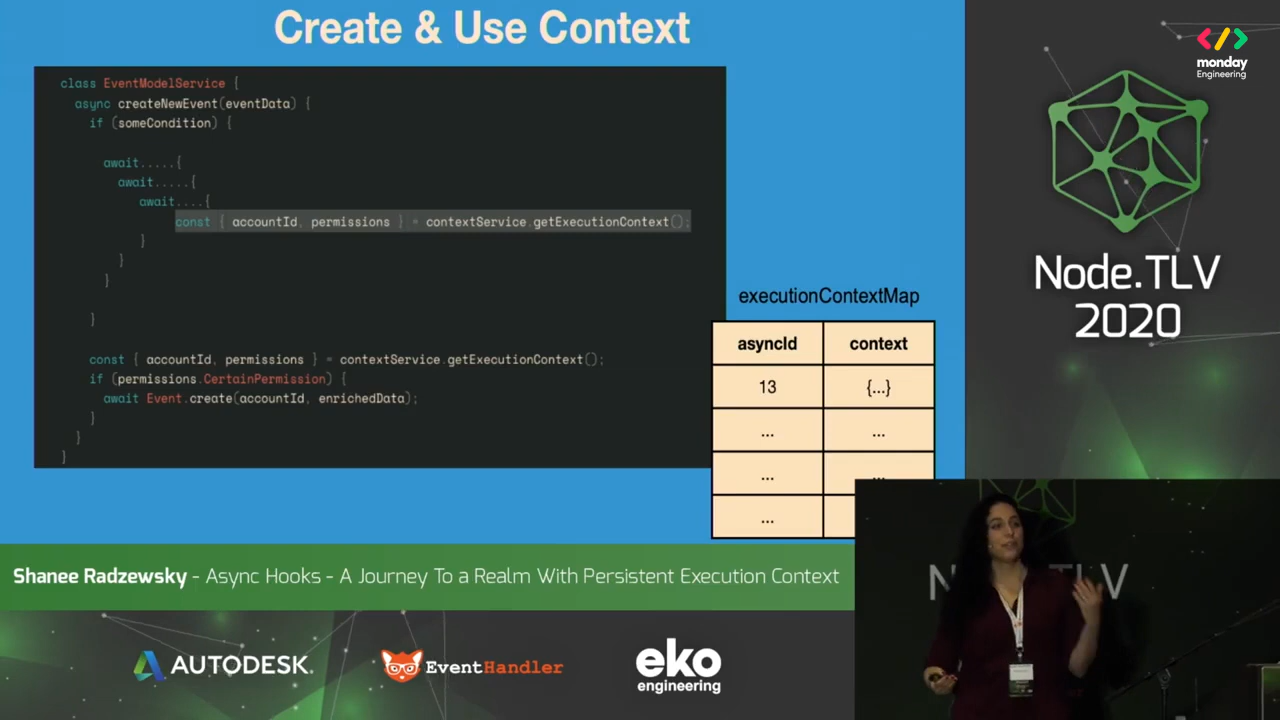 Create & Use Context
class EventModelService {
async createNewEvent(eventData) {
if (someCondition) {
await.....{
await.....{
await....{
const { accountId, permissions } = contextService.getExecutionContext();
}
}
}
}
const { accountId, permissions } = contextService.getExecutionContext();
if (permissions.CertainPermission) {
await Event.create(accountId, enrichedData);
}
}
}
executionContextMap
asyncId context
13 {...}
... ...
... ...
...
monday
Engineering
Node.TLV
2020
Shanee Radzewsky - Async Hooks - A Journey To a Realm With Persistent Execution Context
AUTODESK.
EventHandler
eko
engineering